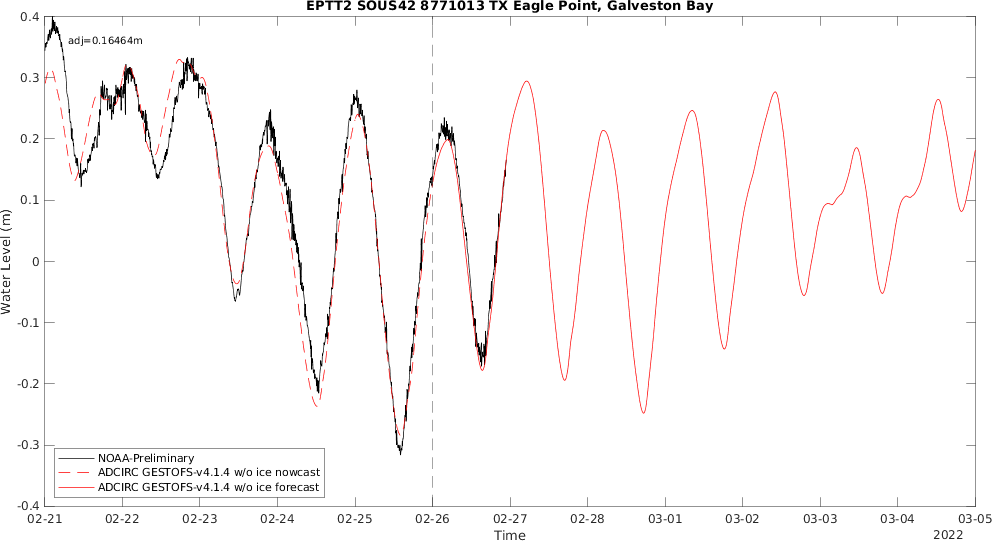 EPTT2 SOUS42 8771013 TX Eagle Point, Galveston Bay
0.4
adj=0.16464m
0.3
0.2
0.1
0
-0.1
-0.2
-0.3
-0.4
Water Level (m)
NOAA-Preliminary
ADCIRC GESTOFS-v4.1.4 w/o ice nowcast
ADCIRC GESTOFS-v4.1.4 w/o ice forecast
02-21 02-22 02-23 02-24 02-25 02-26 02-27 02-28 03-01 03-02 03-03 03-04 03-05
Time
2022